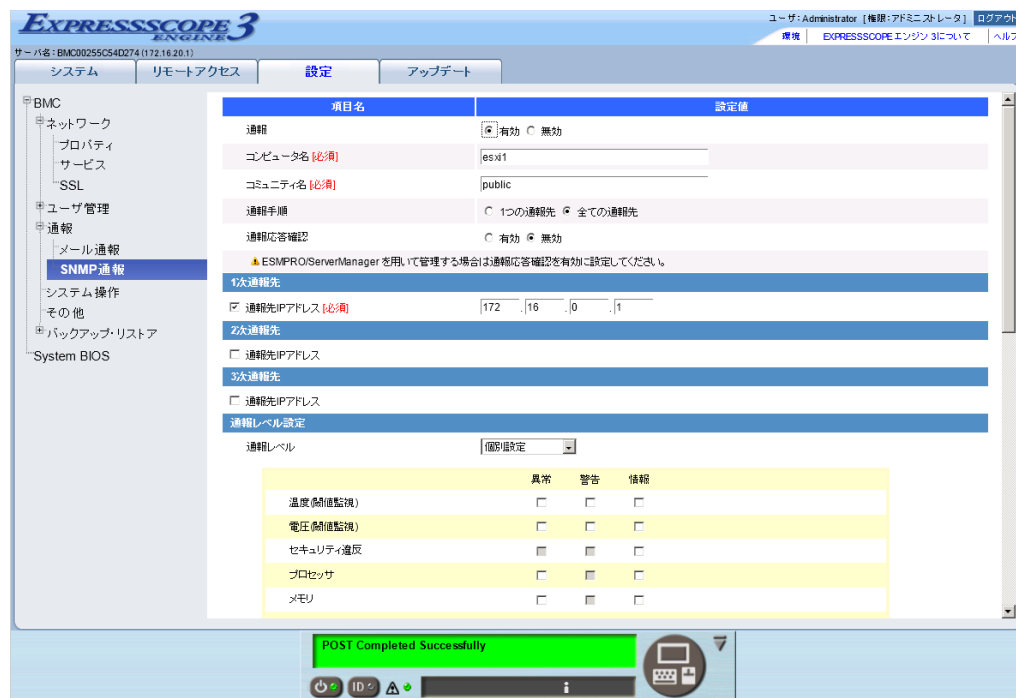 EXPRESSSCOPE
ENGINE 3
ユーザ:Administrator [権限:アドミニストレータ] ログアウト
環境 EXPRESSSCOPEエンジン 3について ヘルプ
サーバ名:BMC00255C54D274 (172.16.20.1)
システム リモートアクセス 設定 アップデート
BMC
ネットワーク
プロパティ
サービス
SSL
ユーザ管理
通報
メール通報
SNMP通報
システム操作
その他
バックアップ・リストア
System BIOS
項目名 設定値
通報 有効 無効
コンピュータ名 [必須] esxi1
コミュニティ名 [必須] public
通報手順 1つの通報先 全ての通報先
通報応答確認 有効 無効
ESMPRO/ServerManager を用いて管理する場合は通報応答確認を有効に設定してください。
1次通報先
通報先IPアドレス [必須] 172 .16 .0 .1
2次通報先
通報先IPアドレス
3次通報先
通報先IPアドレス
通報レベル設定
通報レベル 個別設定
異常 警告 情報
温度(閾値監視)
電圧(閾値監視)
セキュリティ違反
プロセッサ
メモリ
POST Completed Successfully
ID
i